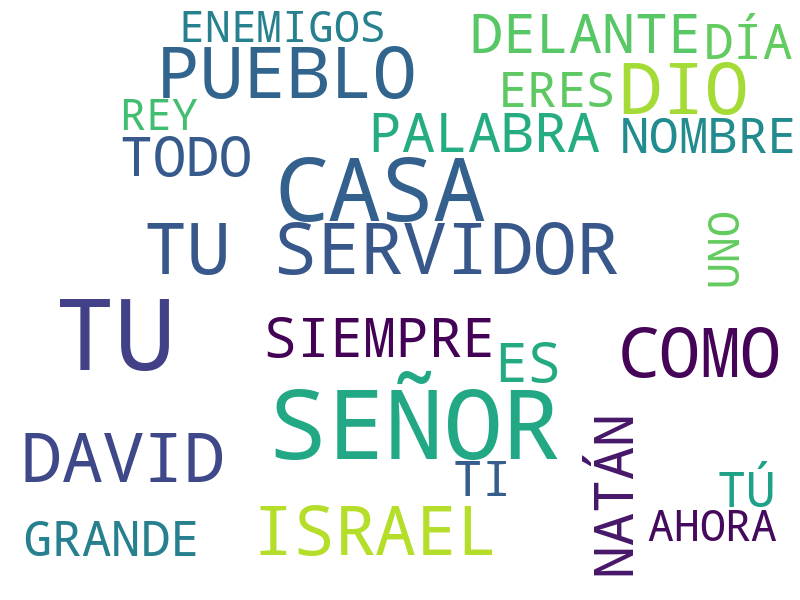 ENEMIGOS
DELANTE
DÍA
PUEBLO
ERES
DIO
REY
PALABRA
NOMBRE
TODO
CASA
TU SERVIDOR
UNO
TU
SIEMPRE
ES
COMO
SEÑOR
DAVID
TI
NATÁN
TÚ
GRANDE
ISRAEL
AHORA